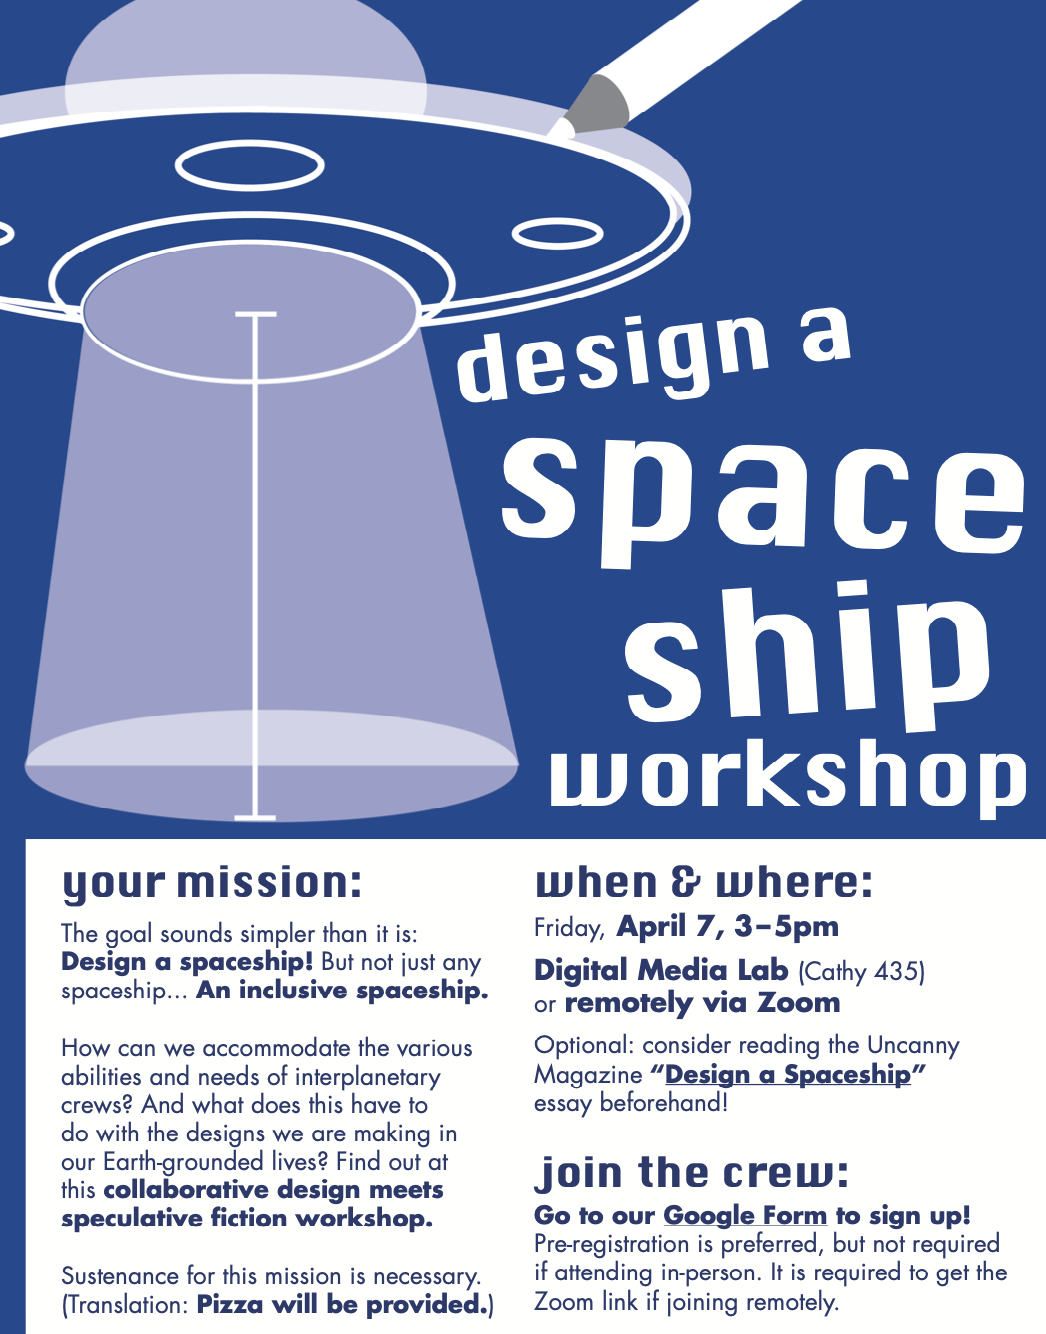 design a
space
ship
workshop
your mission:
The goal sounds simpler than it is:
Design a spaceship! But not just any
spaceship... An inclusive spaceship.
How can we accommodate the various
abilities and needs of interplanetary
crews? And what does this have to
do with the designs we are making in
our Earth-grounded lives? Find out at
this collaborative design meets
speculative fiction workshop.
Sustenance for this mission is necessary.
(Translation: Pizza will be provided.)
when & where:
Friday, April 7, 3–5pm
Digital Media Lab (Cathy 435)
or remotely via Zoom
Optional: consider reading the Uncanny
Magazine “Design a Spaceship”
essay beforehand!
join the crew:
Go to our Google Form to sign up!
Pre-registration is preferred, but not required
if attending in-person. It is required to get the
Zoom link if joining remotely.